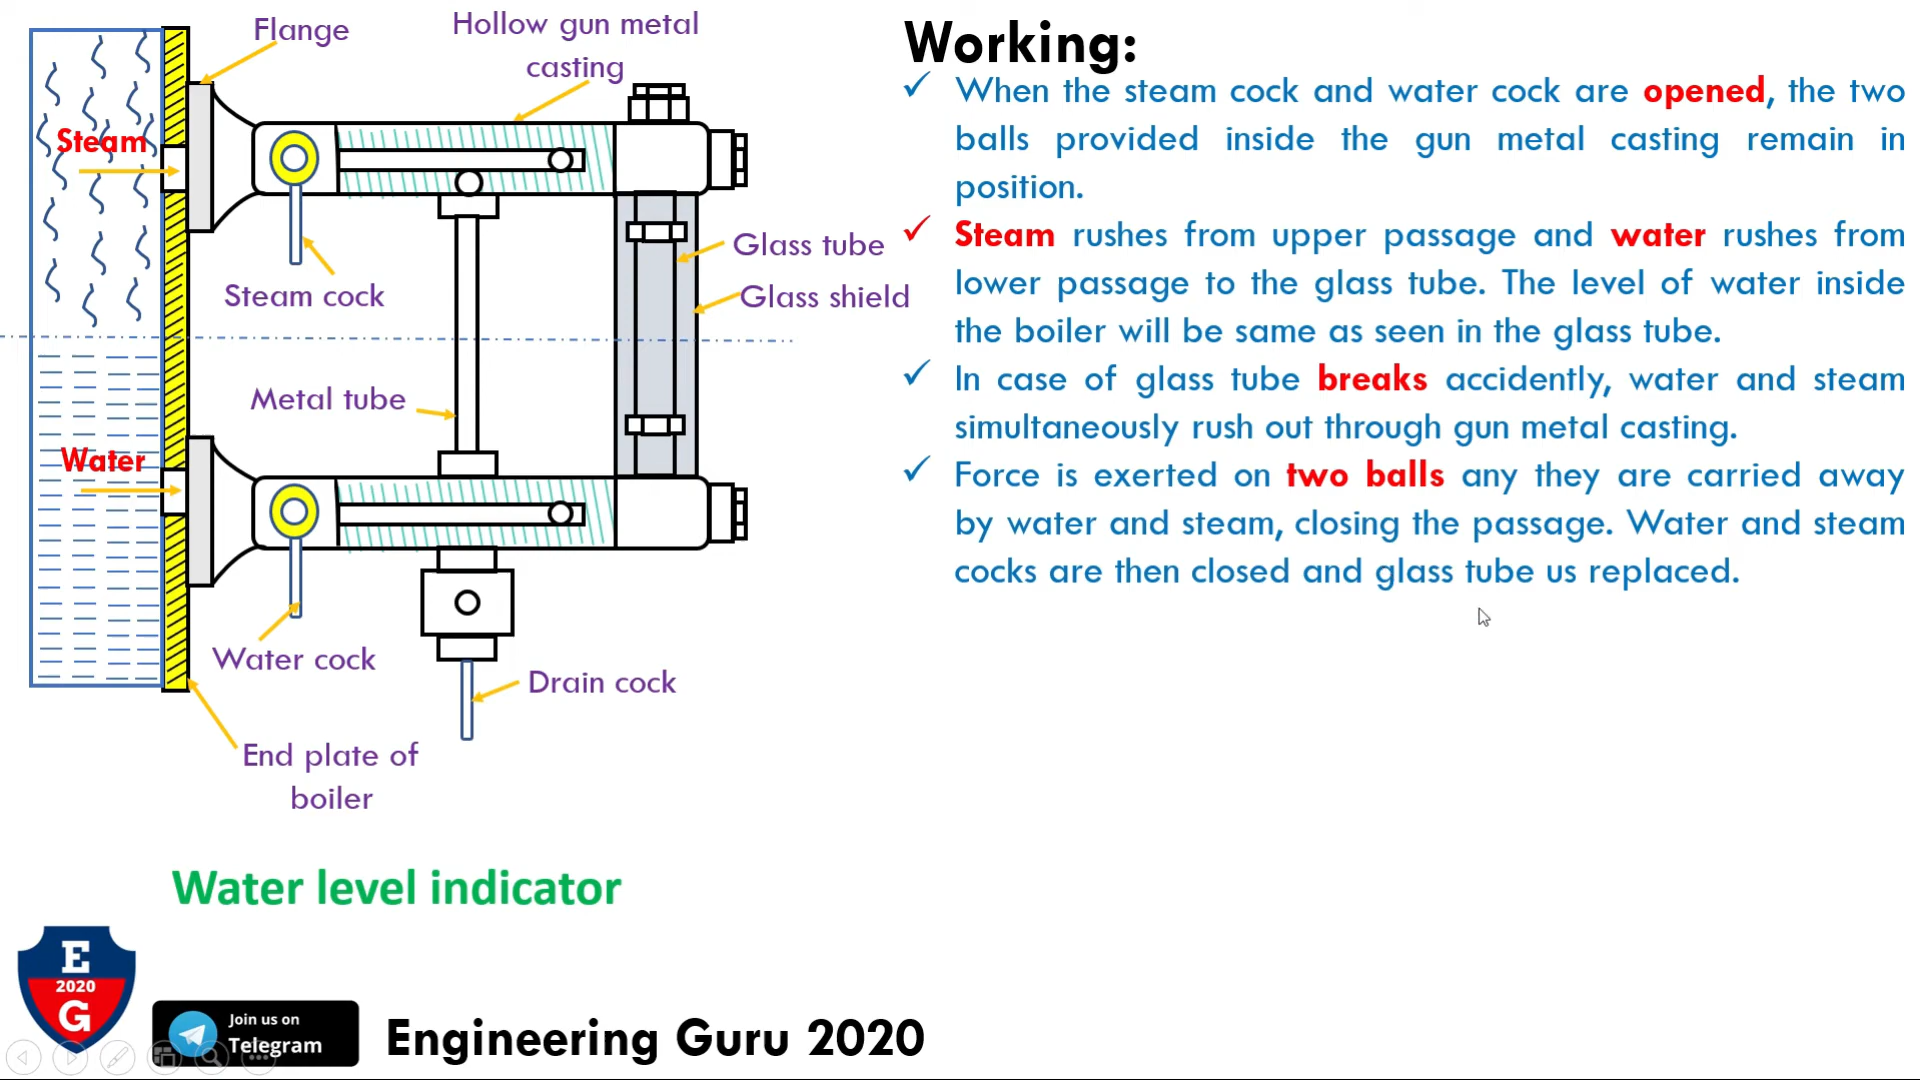 Flange
Hollow gun metal
casting
Steam
Steam cock
Glass tube
Glass shield
Metal tube
Water
Water cock
Drain cock
End plate of
boiler
Water level indicator
Working:
✓ When the steam cock and water cock are opened, the two
balls provided inside the gun metal casting remain in
position.
✓ Steam rushes from upper passage and water rushes from
lower passage to the glass tube. The level of water inside
the boiler will be same as seen in the glass tube.
✓ In case of glass tube breaks accidently, water and steam
simultaneously rush out through gun metal casting.
✓ Force is exerted on two balls any they are carried away
by water and steam, closing the passage. Water and steam
cocks are then closed and glass tube us replaced.
E
2020
G
Join us on
Telegram
Engineering Guru 2020